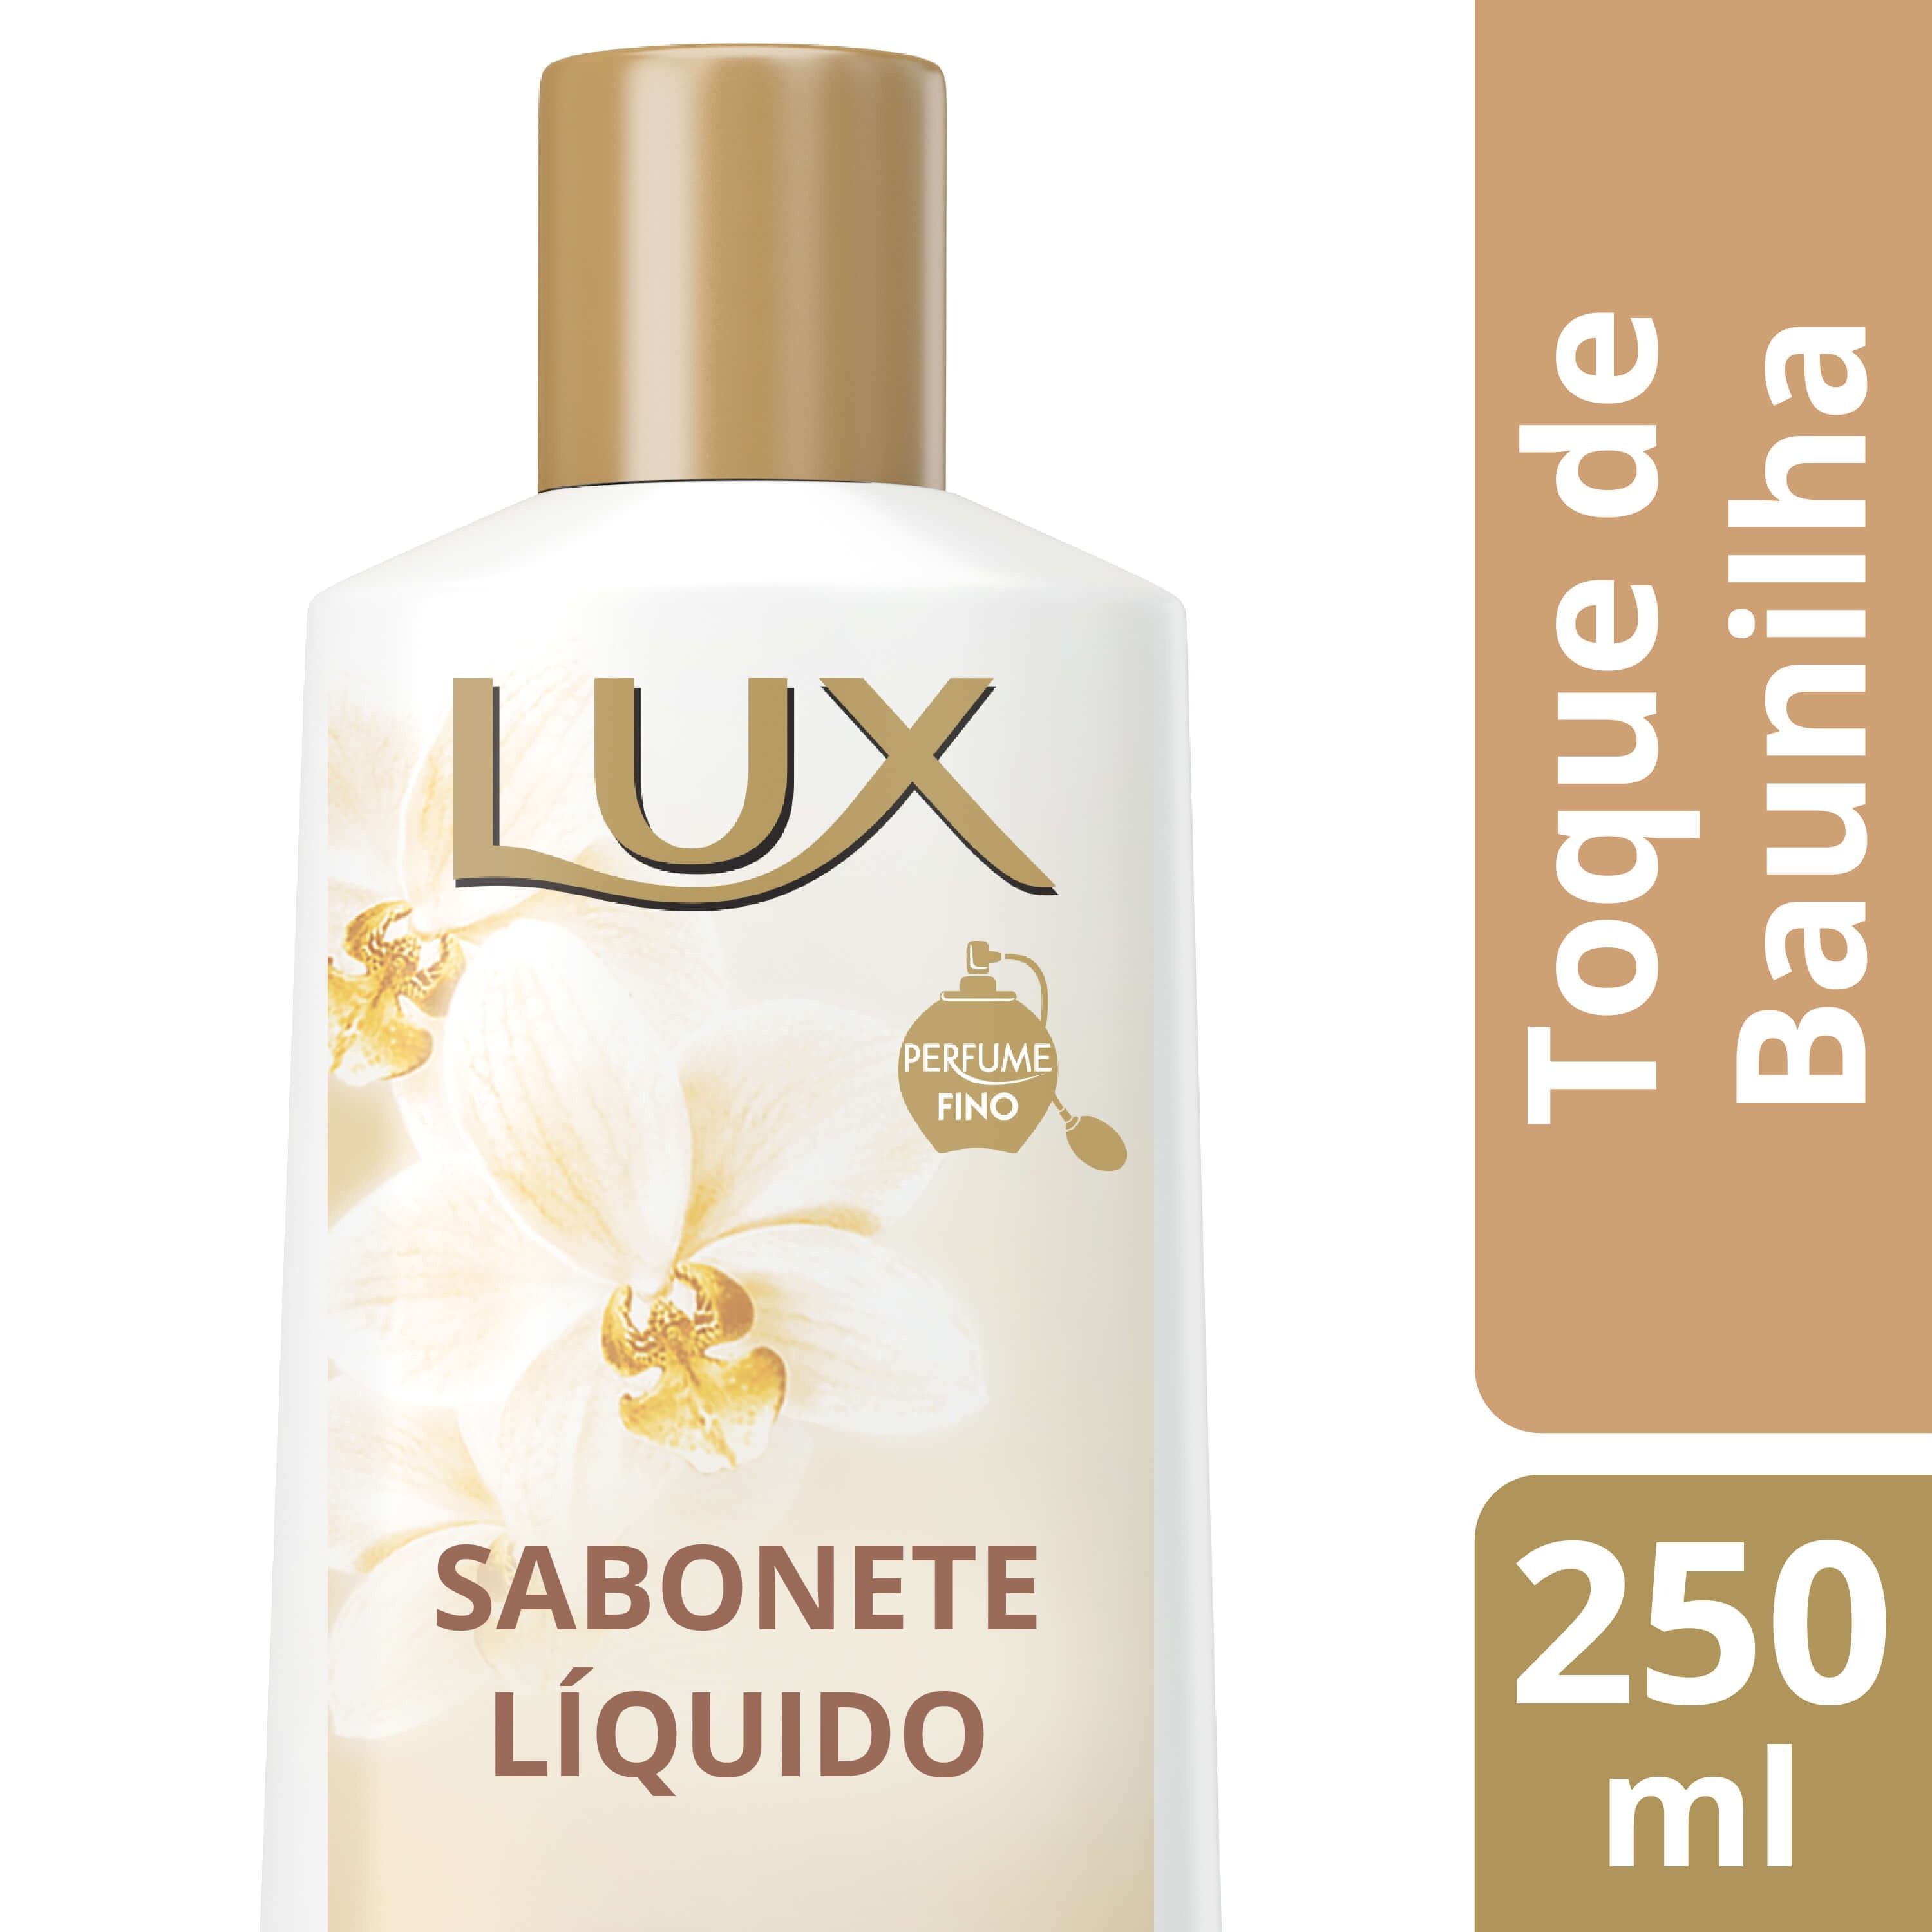 LUX
PERFUME
FINO
SABONETE
LÍQUIDO
Toque de
Baunilha
250
ml